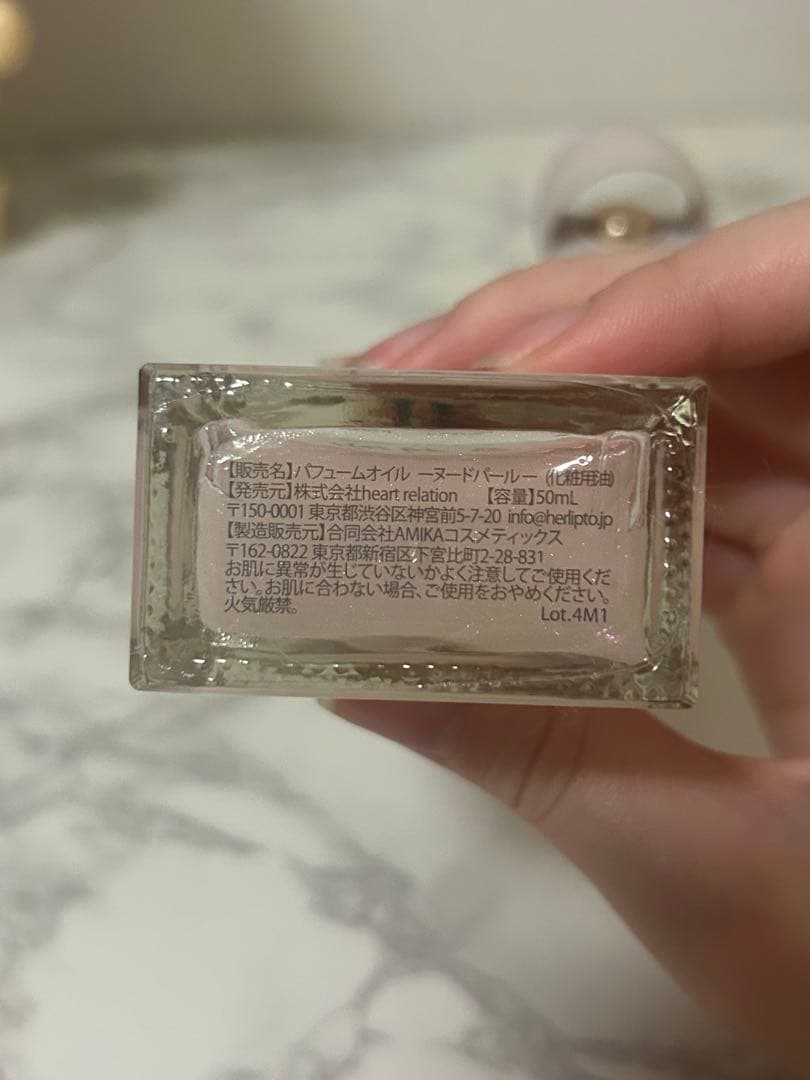 【販売名】パフュームオイル ーヌードパールー (化粧用油)
【発売元】株式会社heart relation 【容量】50mL
〒150-0001 東京都渋谷区神宮前5-7-20 info@herlipto.jp
【製造販売元】合同会社AMIKAコスメティックス
〒162-0822 東京都新宿区下宮比町2-28-831
お肌に異常が生じていないかよく注意してご使用くだ
さい。お肌に合わない場合、ご使用をおやめください。
火気厳禁。 Lot.4M1